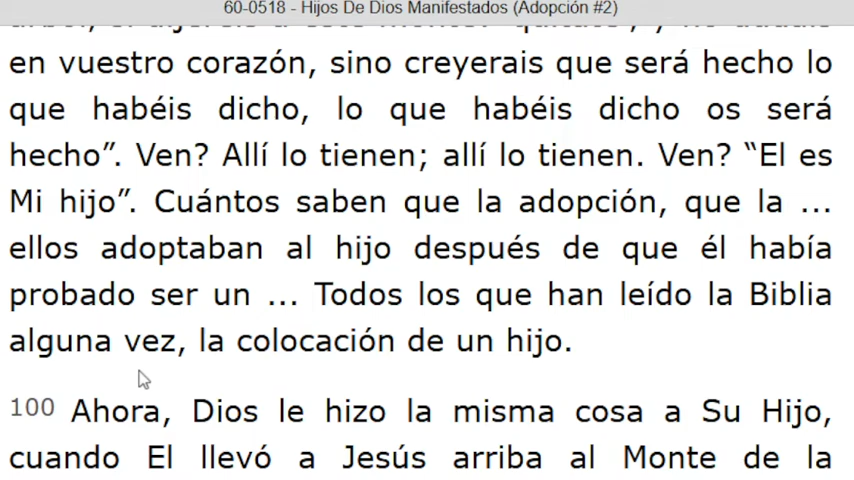 60-0518 - Hijos De Dios Manifestados (Adopción #2)
en vuestro corazón, sino creyerais que será hecho lo
que habéis dicho, lo que habéis dicho os será
hecho”. Ven? Allí lo tienen; allí lo tienen. Ven? “El es
Mi hijo”. Cuántos saben que la adopción, que la ...
ellos adoptaban al hijo después de que él había
probado ser un ... Todos los que han leído la Biblia
alguna vez, la colocación de un hijo.
100 Ahora, Dios le hizo la misma cosa a Su Hijo,
cuando El llevó a Jesús arriba al Monte de la